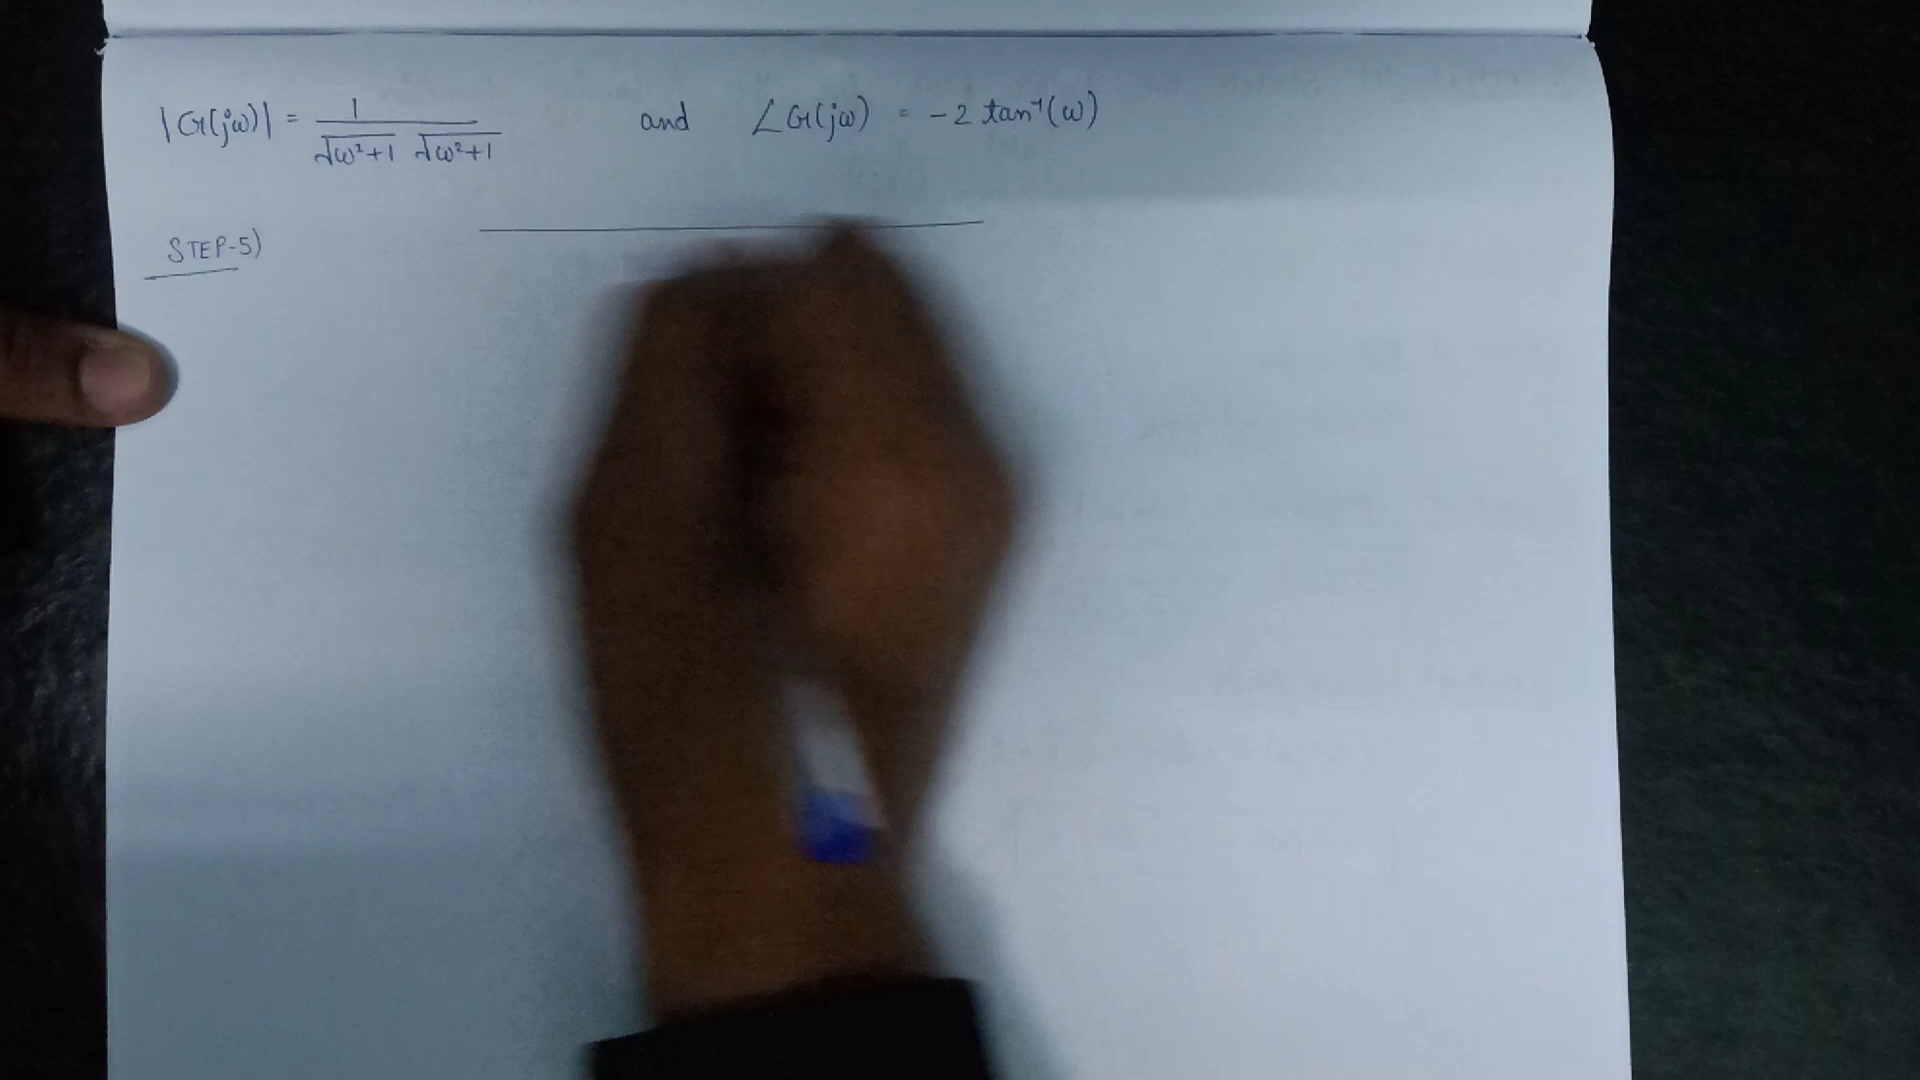 |G(jω)| = 1 / √ω²+1 √ω²+1 and ∠G(jω) = -2 tan⁻¹(ω)
STEP-5)